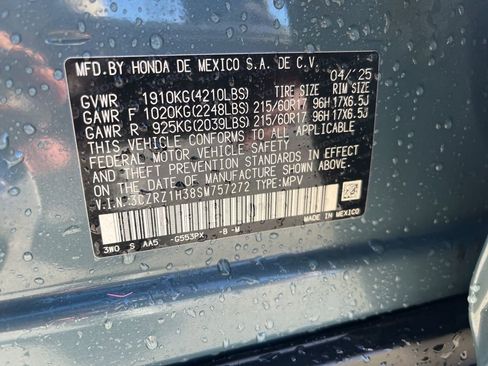 MFD.BY HONDA DE MEXICO S.A. DE C.V.
04/'25
GVWR 1910KG(4210LBS) TIRE SIZE RIM SIZE
GAWR F 1020KG(2248LBS) 215/60R17 96H 17X6.5J
GAWR R 925KG(2039LBS) 215/60R17 96H 17X6.5J
THIS VEHICLE CONFORMS TO ALL APPLICABLE
FEDERAL MOTOR VEHICLE SAFETY
AND THEFT PREVENTION STANDARDS IN EFFECT
ON THE DATE OF MANUFACTURE SHOWN ABOVE.
V.I.N:3CZRZ1H38SM757272 TYPE:MPV
MADE IN MEXICO
3WO S AA5 -G553PX -B-M